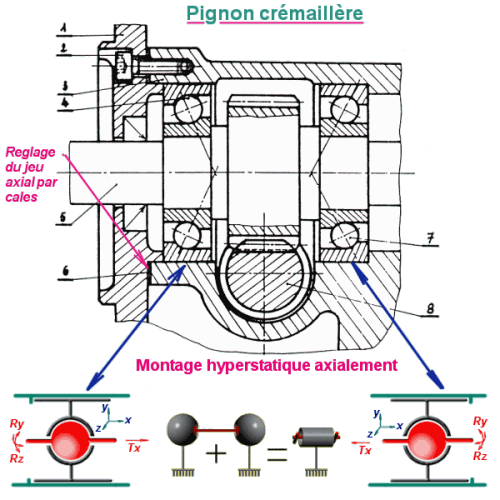 Pignon crémaillère
1
2
3
4
Reglage
du jeu
axial par
cales
5
6
7
8
Montage hyperstatique axialement
Ry
Rz
y
x
z
Tx
+
=
Tx
y
x
z
Ry
Rz